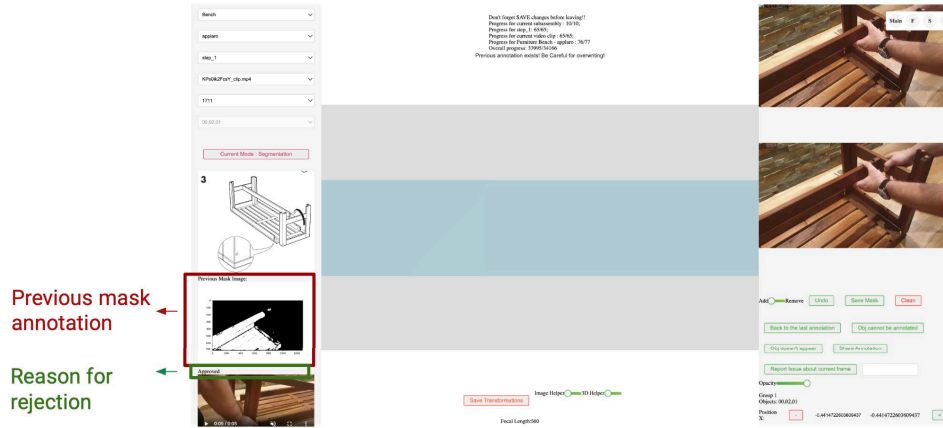 Bench
applaro
step_1
1711
00,02,01
Current Mode : Segmentation
3
Previous Mask Image:
Approved
0:05 / 0:05
Previous mask
annotation
Reason for
rejection
Don't forget SAVE changes before leaving!!
Progress for current subassembly : 10/10;
Progress for step_1: 65/65;
Progress for current video clip : 65/65;
Progress for Furniture Bench - applaro : 76/77
Overall progress: 33995/34166
Previous annotation exists! Be Careful for overwriting!
Image Helper 3D Helper
Save Transformations
Focal Length:500
Main F S
Add Remove Undo Save Mask Clean
Back to the last annotation Obj cannot be annotated
Obj doesn't appear Share Annotation
Report Issue about current frame
Opacity
Group 1
Objects: 00,02,01
Position
X: - -0.4414722603609437 -0.4414722603609437 +